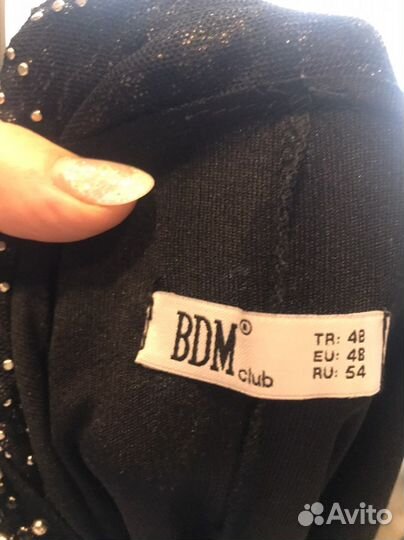 BDM® club
TR: 48
EU: 48
RU: 54
Avito